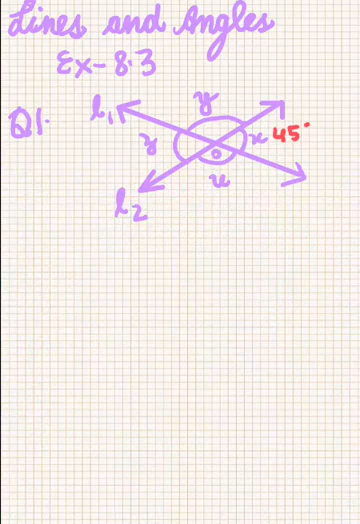 Lines and Angles
Ex-8.3
Q1.
l1
y
x 45°
z
O
u
l2